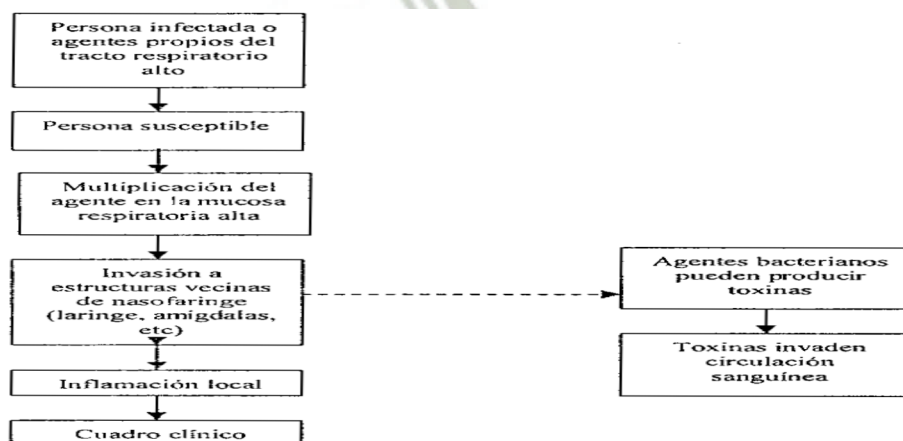 Persona infectada o
agentes propios del
tracto respiratorio
alto
Persona susceptible
Multiplicación del
agente en la mucosa
respiratoria alta
Invasión a
estructuras vecinas
de nasofaringe
(laringe, amígdalas,
etc)
Inflamación local
Cuadro clínico
Agentes bacterianos
pueden producir
toxinas
Toxinas invaden
circulación
sanguínea